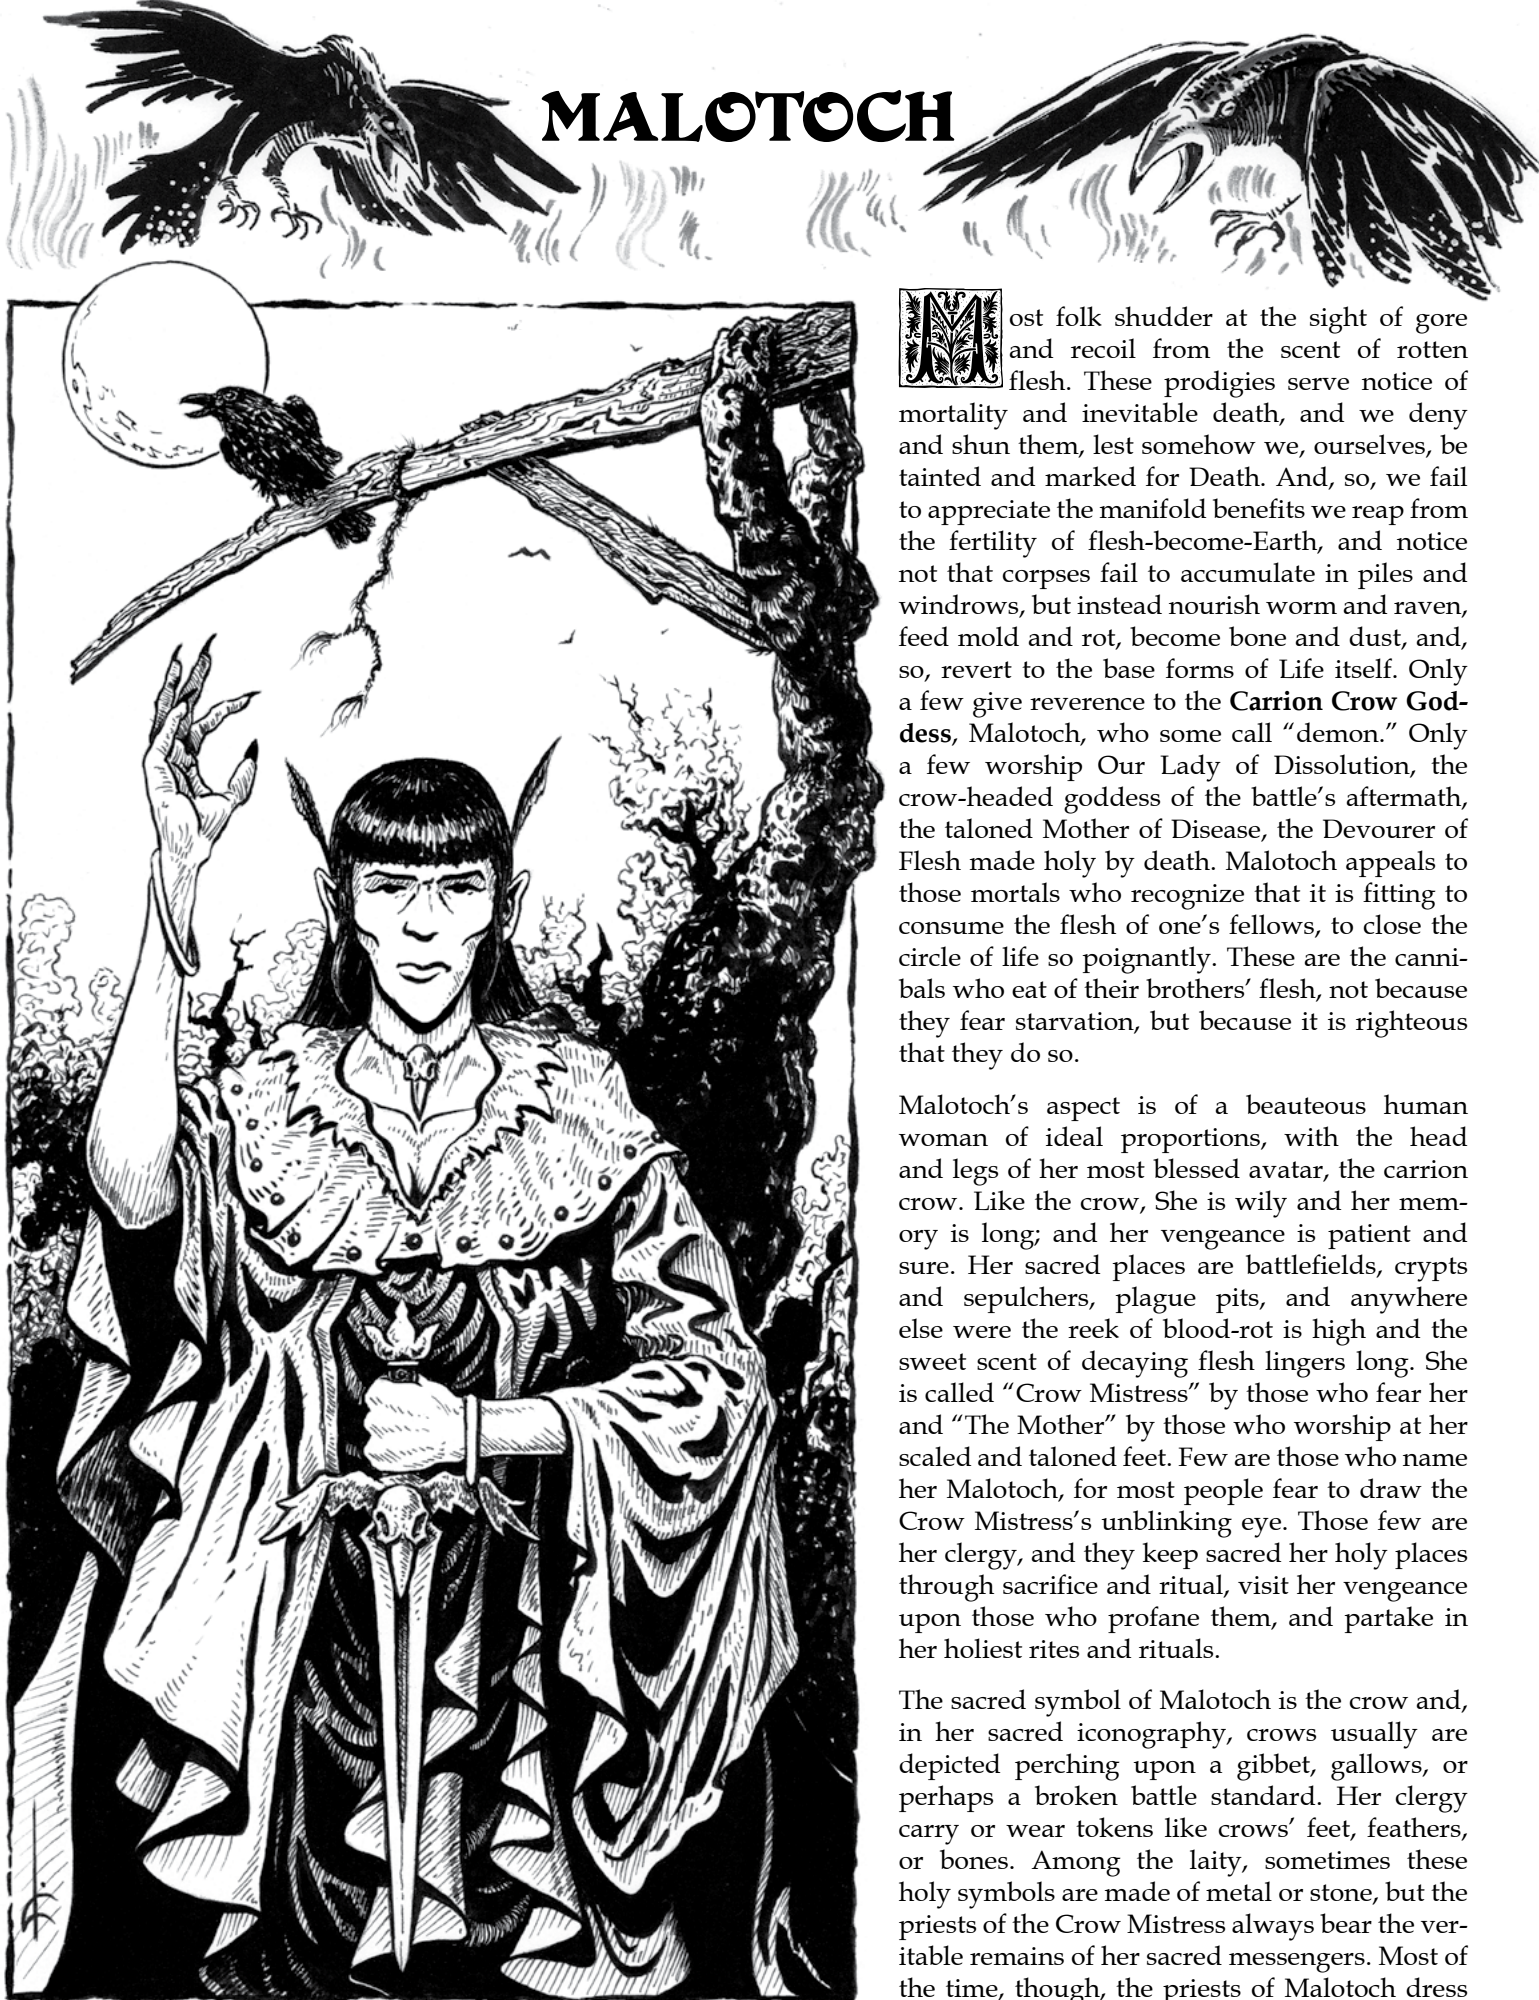 MALOTOCH
Most folk shudder at the sight of gore
and recoil from the scent of rotten
flesh. These prodigies serve notice of
mortality and inevitable death, and we deny
and shun them, lest somehow we, ourselves, be
tainted and marked for Death. And, so, we fail
to appreciate the manifold benefits we reap from
the fertility of flesh-become-Earth, and notice
not that corpses fail to accumulate in piles and
windrows, but instead nourish worm and raven,
feed mold and rot, become bone and dust, and,
so, revert to the base forms of Life itself. Only
a few give reverence to the Carrion Crow God-
dess, Malotoch, who some call “demon.” Only
a few worship Our Lady of Dissolution, the
crow-headed goddess of the battle’s aftermath,
the taloned Mother of Disease, the Devourer of
Flesh made holy by death. Malotoch appeals to
those mortals who recognize that it is fitting to
consume the flesh of one’s fellows, to close the
circle of life so poignantly. These are the canni-
bals who eat of their brothers’ flesh, not because
they fear starvation, but because it is righteous
that they do so.
Malotoch’s aspect is of a beauteous human
woman of ideal proportions, with the head
and legs of her most blessed avatar, the carrion
crow. Like the crow, She is wily and her mem-
ory is long; and her vengeance is patient and
sure. Her sacred places are battlefields, crypts
and sepulchers, plague pits, and anywhere
else were the reek of blood-rot is high and the
sweet scent of decaying flesh lingers long. She
is called “Crow Mistress” by those who fear her
and “The Mother” by those who worship at her
scaled and taloned feet. Few are those who name
her Malotoch, for most people fear to draw the
Crow Mistress’s unblinking eye. Those few are
her clergy, and they keep sacred her holy places
through sacrifice and ritual, visit her vengeance
upon those who profane them, and partake in
her holiest rites and rituals.
The sacred symbol of Malotoch is the crow and,
in her sacred iconography, crows usually are
depicted perching upon a gibbet, gallows, or
perhaps a broken battle standard. Her clergy
carry or wear tokens like crows’ feet, feathers,
or bones. Among the laity, sometimes these
holy symbols are made of metal or stone, but the
priests of the Crow Mistress always bear the ver-
itable remains of her sacred messengers. Most of
the time, though, the priests of Malotoch dress